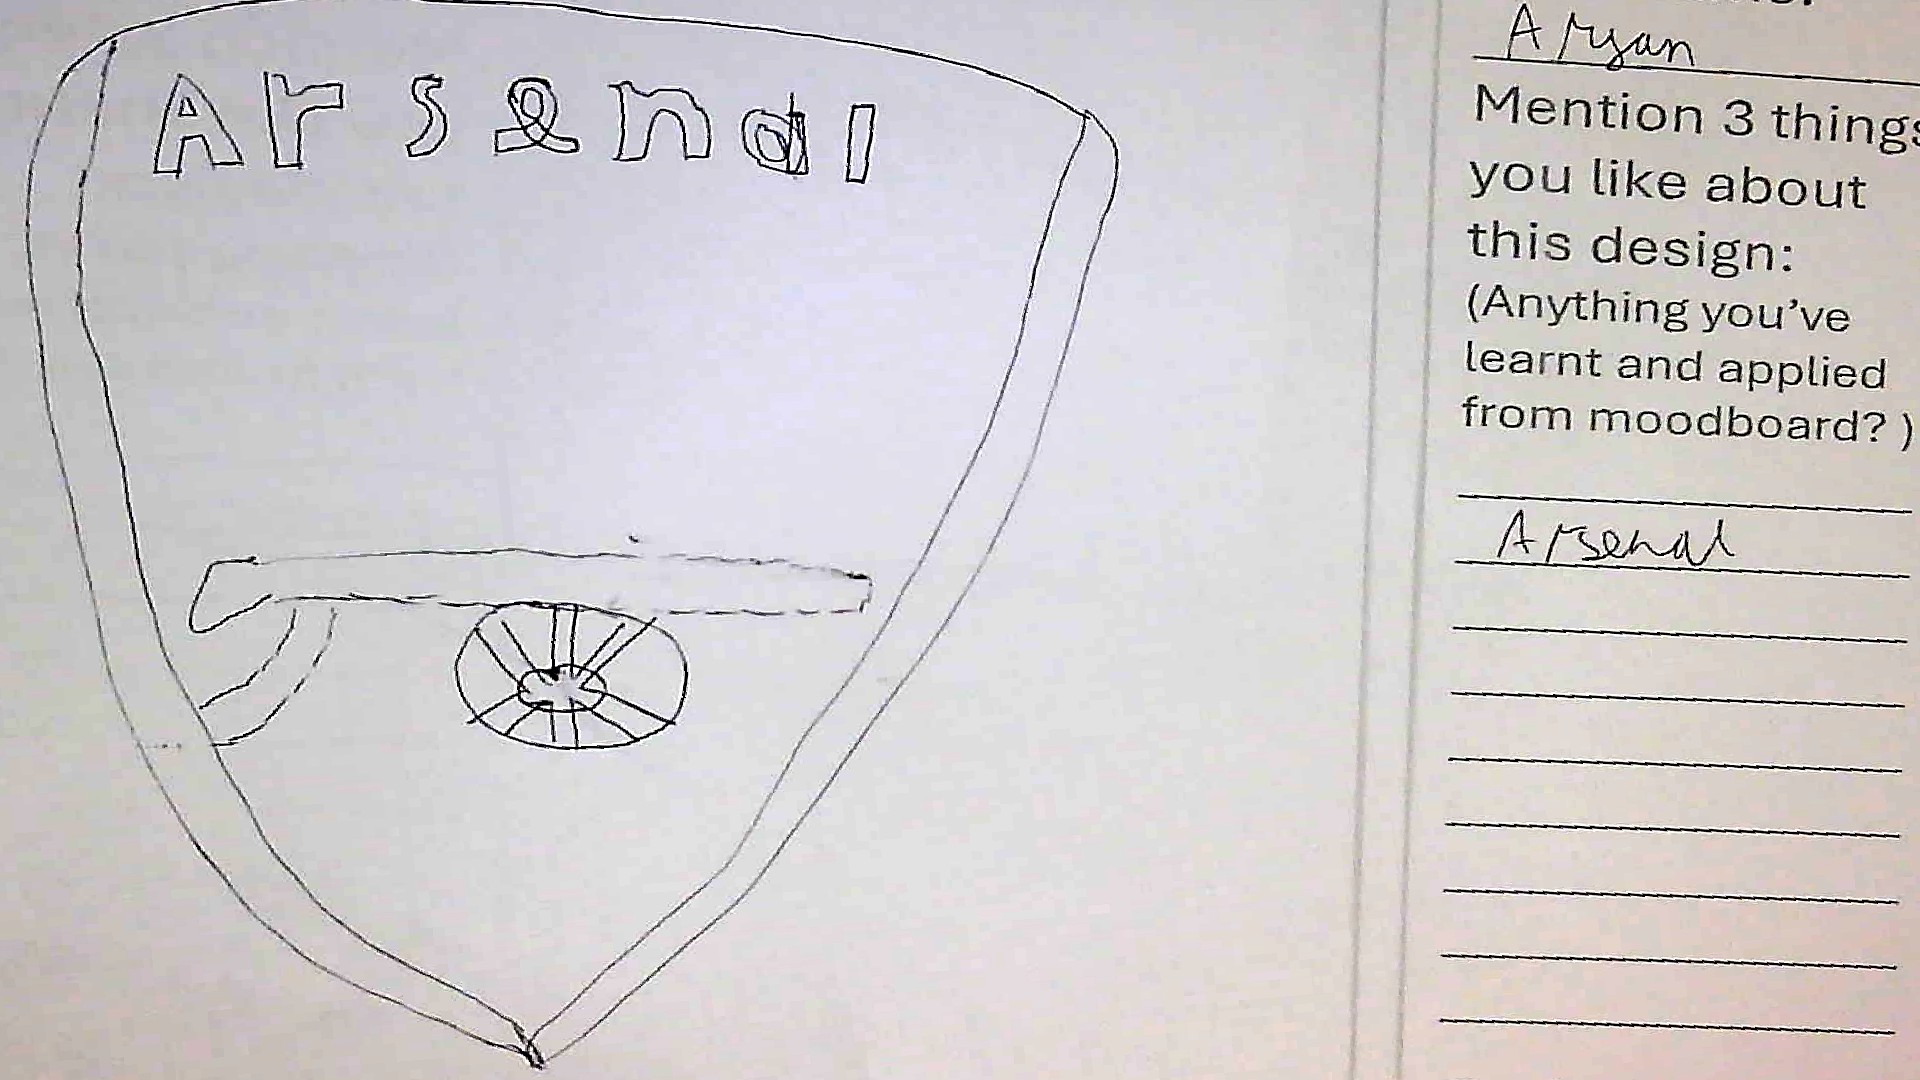 Arsenal
Aryan
Mention 3 things
you like about
this design:
(Anything you've
learnt and applied
from moodboard? )
Arsenal